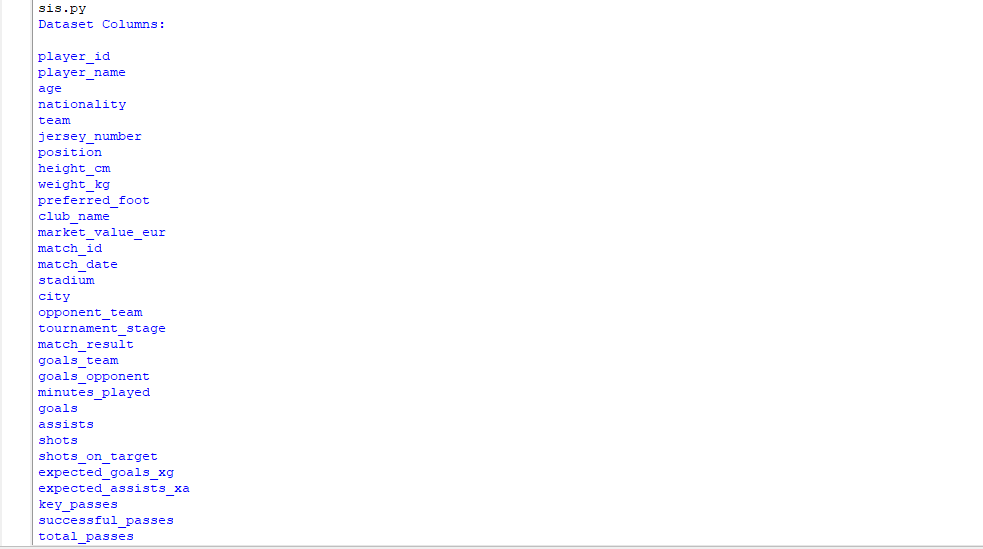 sis.py
Dataset Columns:
player_id
player_name
age
nationality
team
jersey_number
position
height_cm
weight_kg
preferred_foot
club_name
market_value_eur
match_id
match_date
stadium
city
opponent_team
tournament_stage
match_result
goals_team
goals_opponent
minutes_played
goals
assists
shots
shots_on_target
expected_goals_xg
expected_assists_xa
key_passes
successful_passes
total_passes